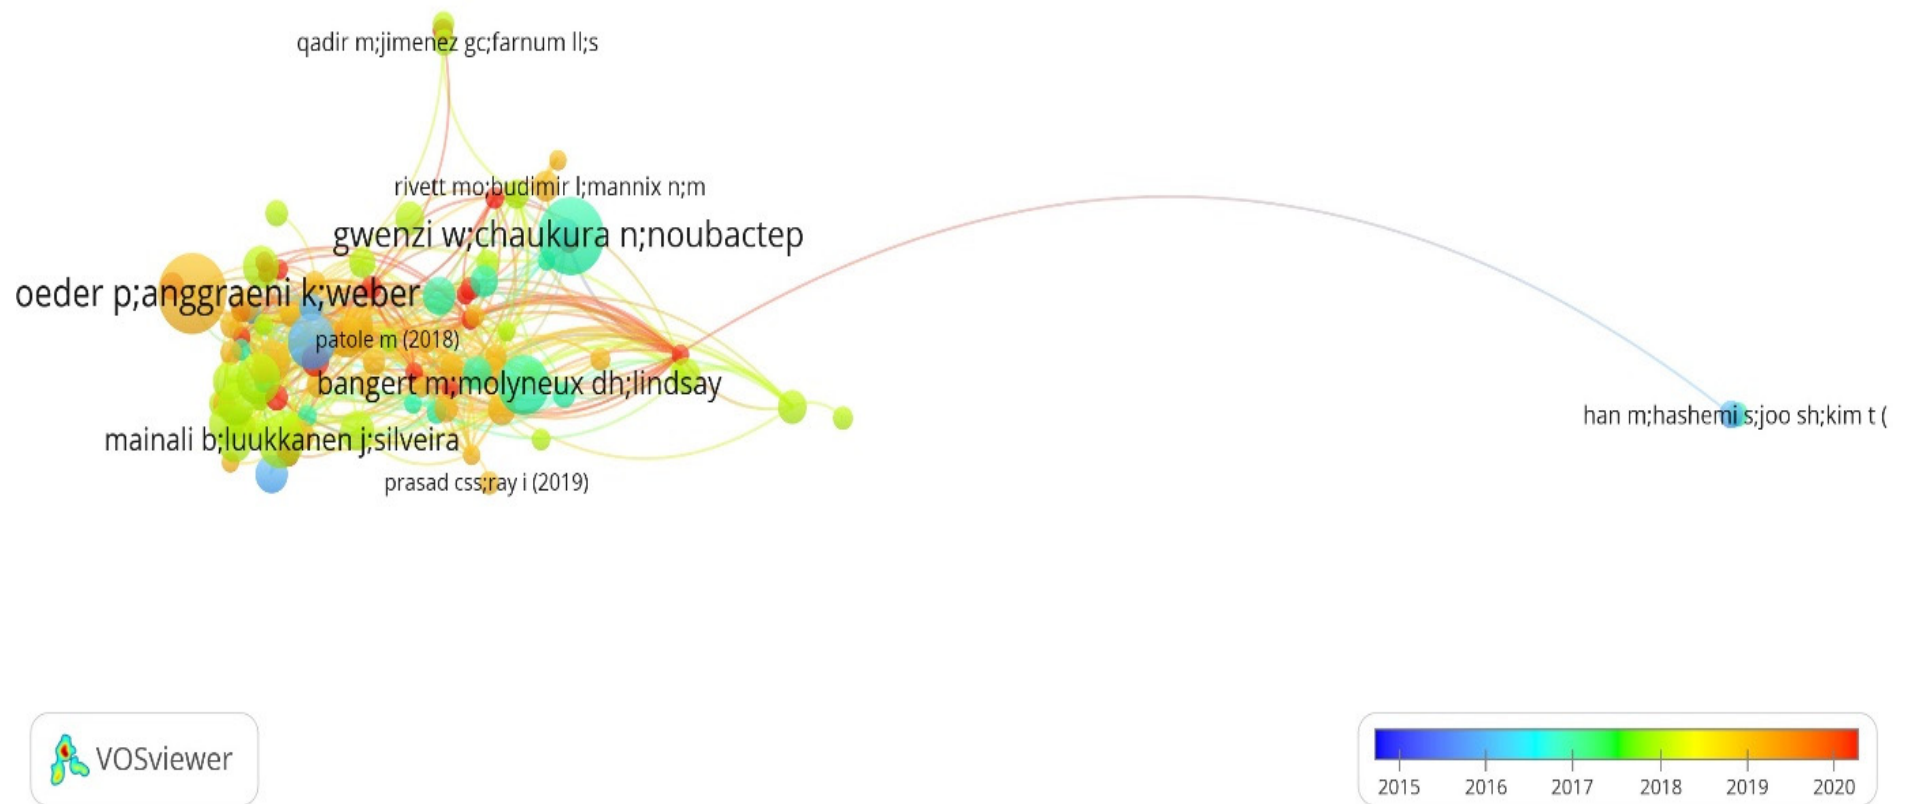 qadir m;jimenez gc;farnum ll;s
rivett mo;budimir l;mannix n;m
gwenzi w;chaukura n;noubactep
oeder p;anggraeni k;weber
patole m (2018)
bangert m;molyneux dh;lindsay
han m;hashemi s;joo sh;kim t (
mainali b;luukkanen j;silveira
prasad css;ray i (2019)
VOSviewer
2015 2016 2017 2018 2019 2020